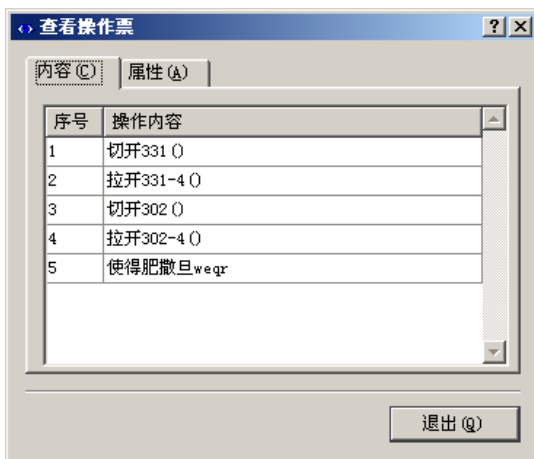 查看操作票
内容(C) 属性(A)
序号 操作内容
1 切开331()
2 拉开331-4()
3 切开302()
4 拉开302-4()
5 使得肥撒旦weqr
退出(Q)